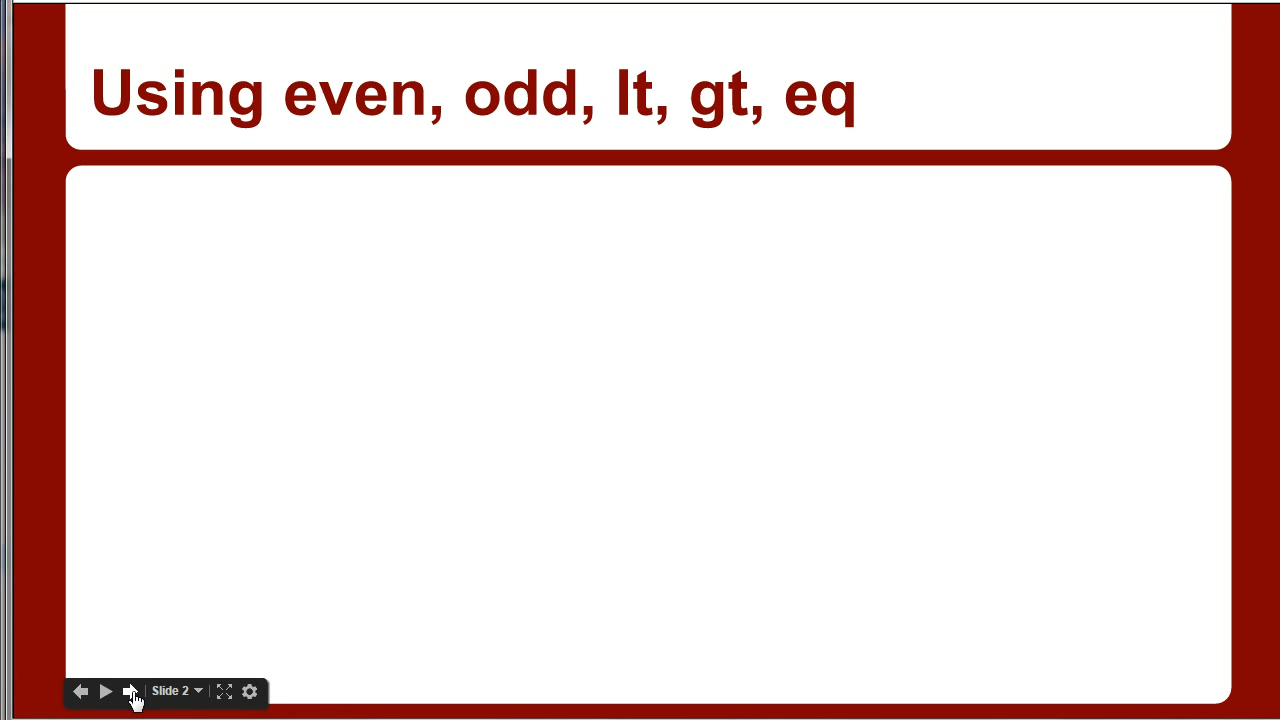 Using even, odd, lt, gt, eq
Slide 2